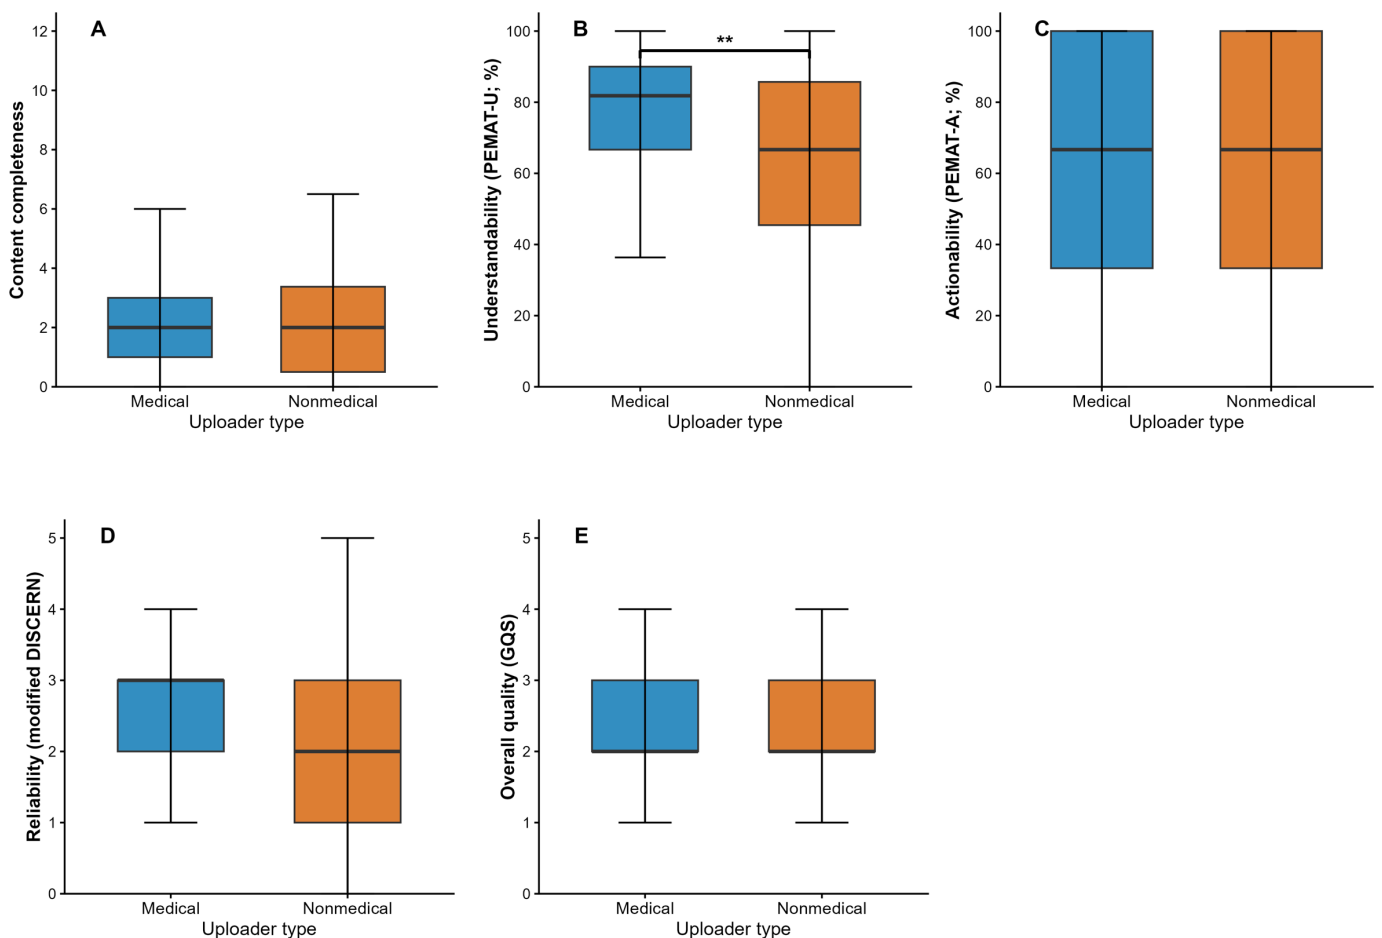 A
Content completeness
12
10
8
6
4
2
0
Medical Nonmedical
Uploader type
B
**
Understandability (PEMAT-U; %)
100
80
60
40
20
0
Medical Nonmedical
Uploader type
C
Actionability (PEMAT-A; %)
100
80
60
40
20
0
Medical Nonmedical
Uploader type
D
Reliability (modified DISCERN)
5
4
3
2
1
0
Medical Nonmedical
Uploader type
E
Overall quality (GQS)
5
4
3
2
1
0
Medical Nonmedical
Uploader type